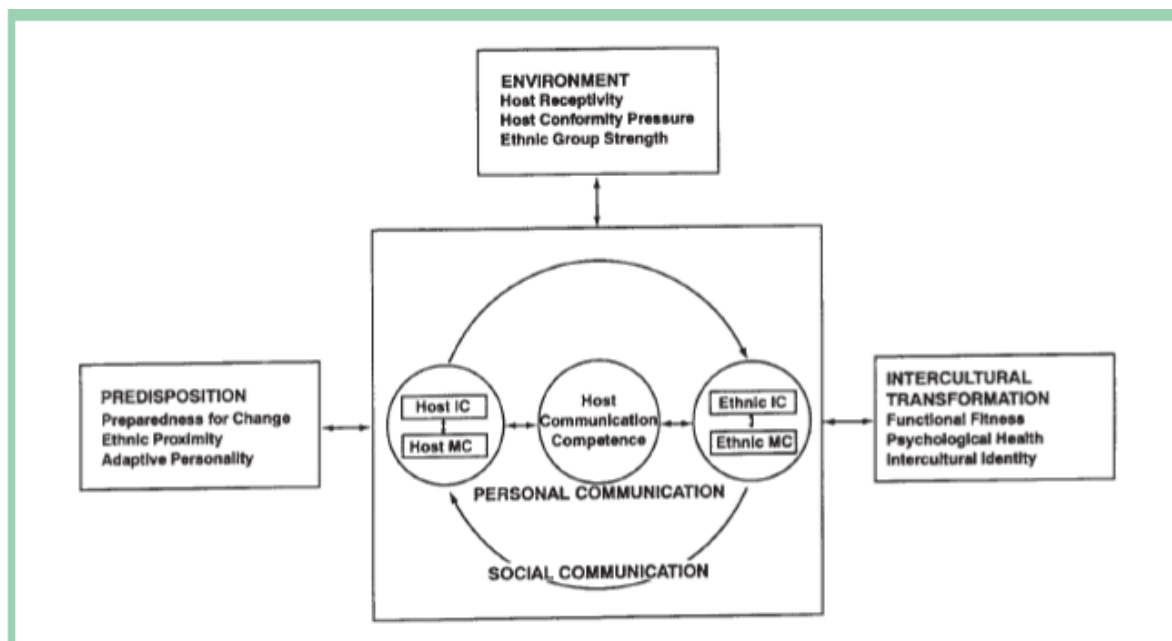 ENVIRONMENT
Host Receptivity
Host Conformity Pressure
Ethnic Group Strength
PREDISPOSITION
Preparedness for Change
Ethnic Proximity
Adaptive Personality
Host IC
Host MC
Host
Communication
Competence
Ethnic IC
Ethnic MC
PERSONAL COMMUNICATION
SOCIAL COMMUNICATION
INTERCULTURAL
TRANSFORMATION
Functional Fitness
Psychological Health
Intercultural Identity